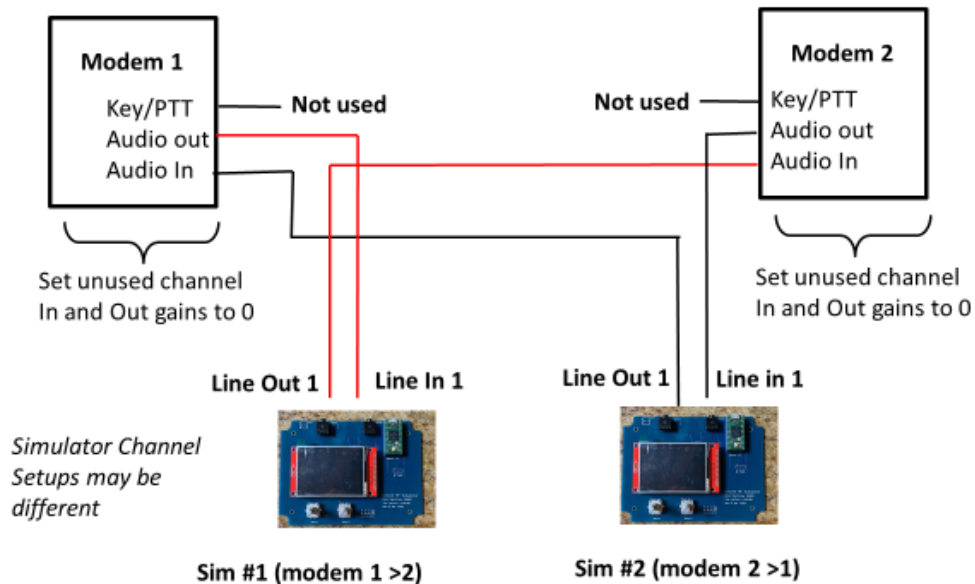 Modem 1
Key/PTT
Audio out
Audio In
Not used
Not used
Modem 2
Key/PTT
Audio out
Audio In
Set unused channel
In and Out gains to 0
Set unused channel
In and Out gains to 0
Line Out 1
Line In 1
Line Out 1
Line in 1
Simulator Channel
Setups may be
different
Sim #1 (modem 1 >2)
Sim #2 (modem 2 >1)